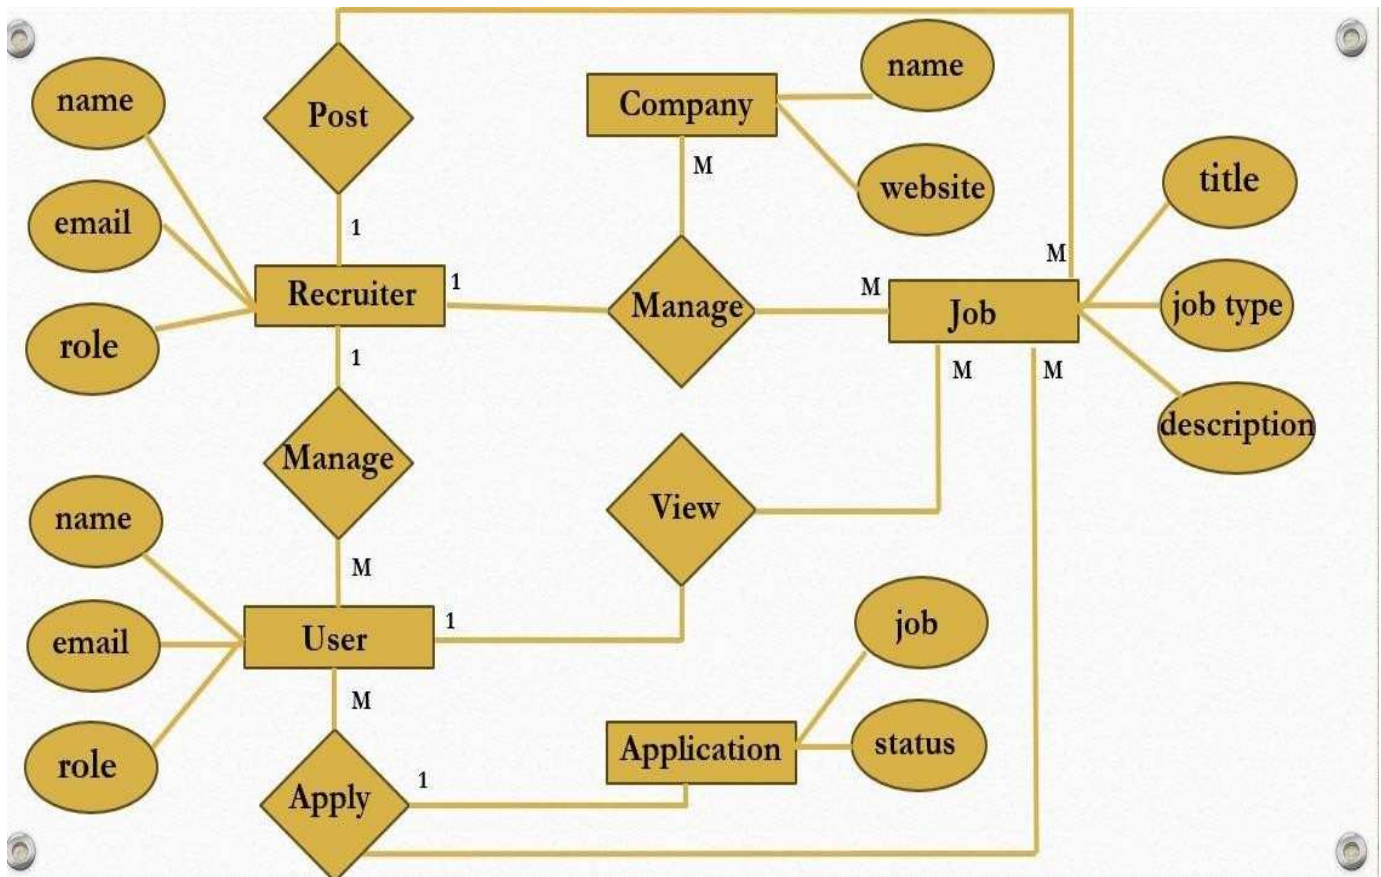 name
Post
Company
name
M
website
title
email
1
M
Recruiter
1
Manage
M
Job
job type
role
1
M
M
description
Manage
View
name
M
email
User
1
job
M
role
Application
status
Apply
1